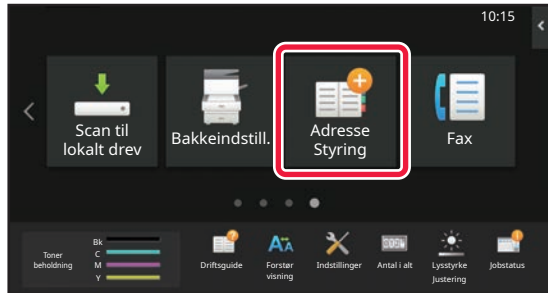 10:15
Scan til
lokalt drev
Bakkeindstill.
Adresse
Styring
Fax
Toner
beholdning
Bk
C
M
Y
Driftsguide
Forstør
visning
Indstillinger
Antal i alt
Lysstyrke
Justering
Jobstatus